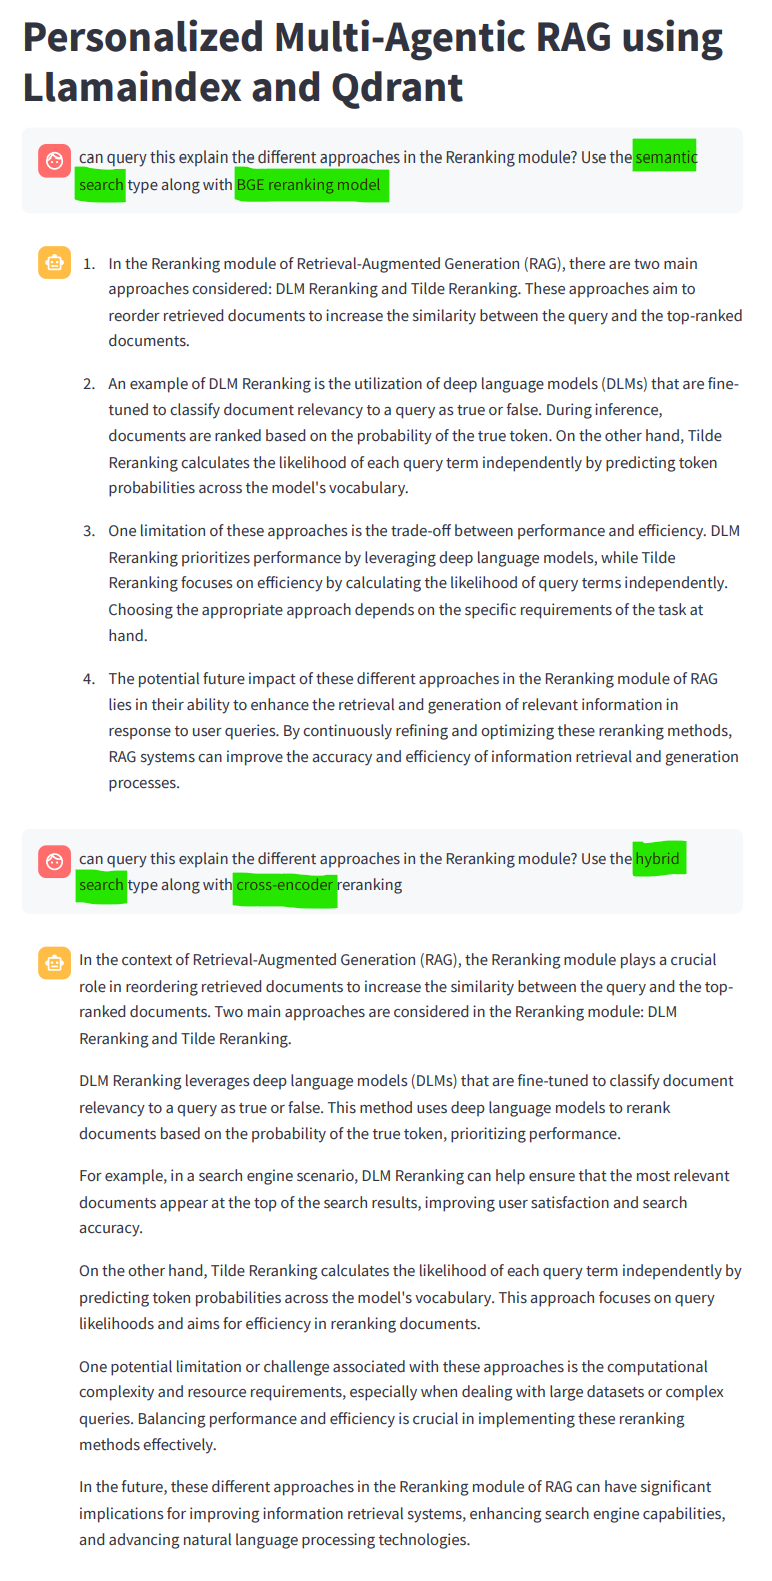 Personalized Multi-Agentic RAG using
Llamaindex and Qdrant
can query this explain the different approaches in the Reranking module? Use the semantic
search type along with BGE reranking model
1. In the Reranking module of Retrieval-Augmented Generation (RAG), there are two main
approaches considered: DLM Reranking and Tilde Reranking. These approaches aim to
reorder retrieved documents to increase the similarity between the query and the top-ranked
documents.
2. An example of DLM Reranking is the utilization of deep language models (DLMs) that are fine-
tuned to classify document relevancy to a query as true or false. During inference,
documents are ranked based on the probability of the true token. On the other hand, Tilde
Reranking calculates the likelihood of each query term independently by predicting token
probabilities across the model's vocabulary.
3. One limitation of these approaches is the trade-off between performance and efficiency. DLM
Reranking prioritizes performance by leveraging deep language models, while Tilde
Reranking focuses on efficiency by calculating the likelihood of query terms independently.
Choosing the appropriate approach depends on the specific requirements of the task at
hand.
4. The potential future impact of these different approaches in the Reranking module of RAG
lies in their ability to enhance the retrieval and generation of relevant information in
response to user queries. By continuously refining and optimizing these reranking methods,
RAG systems can improve the accuracy and efficiency of information retrieval and generation
processes.
can query this explain the different approaches in the Reranking module? Use the hybrid
search type along with cross-encoder reranking
In the context of Retrieval-Augmented Generation (RAG), the Reranking module plays a crucial
role in reordering retrieved documents to increase the similarity between the query and the top-
ranked documents. Two main approaches are considered in the Reranking module: DLM
Reranking and Tilde Reranking.
DLM Reranking leverages deep language models (DLMs) that are fine-tuned to classify document
relevancy to a query as true or false. This method uses deep language models to rerank
documents based on the probability of the true token, prioritizing performance.
For example, in a search engine scenario, DLM Reranking can help ensure that the most relevant
documents appear at the top of the search results, improving user satisfaction and search
accuracy.
On the other hand, Tilde Reranking calculates the likelihood of each query term independently by
predicting token probabilities across the model's vocabulary. This approach focuses on query
likelihoods and aims for efficiency in reranking documents.
One potential limitation or challenge associated with these approaches is the computational
complexity and resource requirements, especially when dealing with large datasets or complex
queries. Balancing performance and efficiency is crucial in implementing these reranking
methods effectively.
In the future, these different approaches in the Reranking module of RAG can have significant
implications for improving information retrieval systems, enhancing search engine capabilities,
and advancing natural language processing technologies.